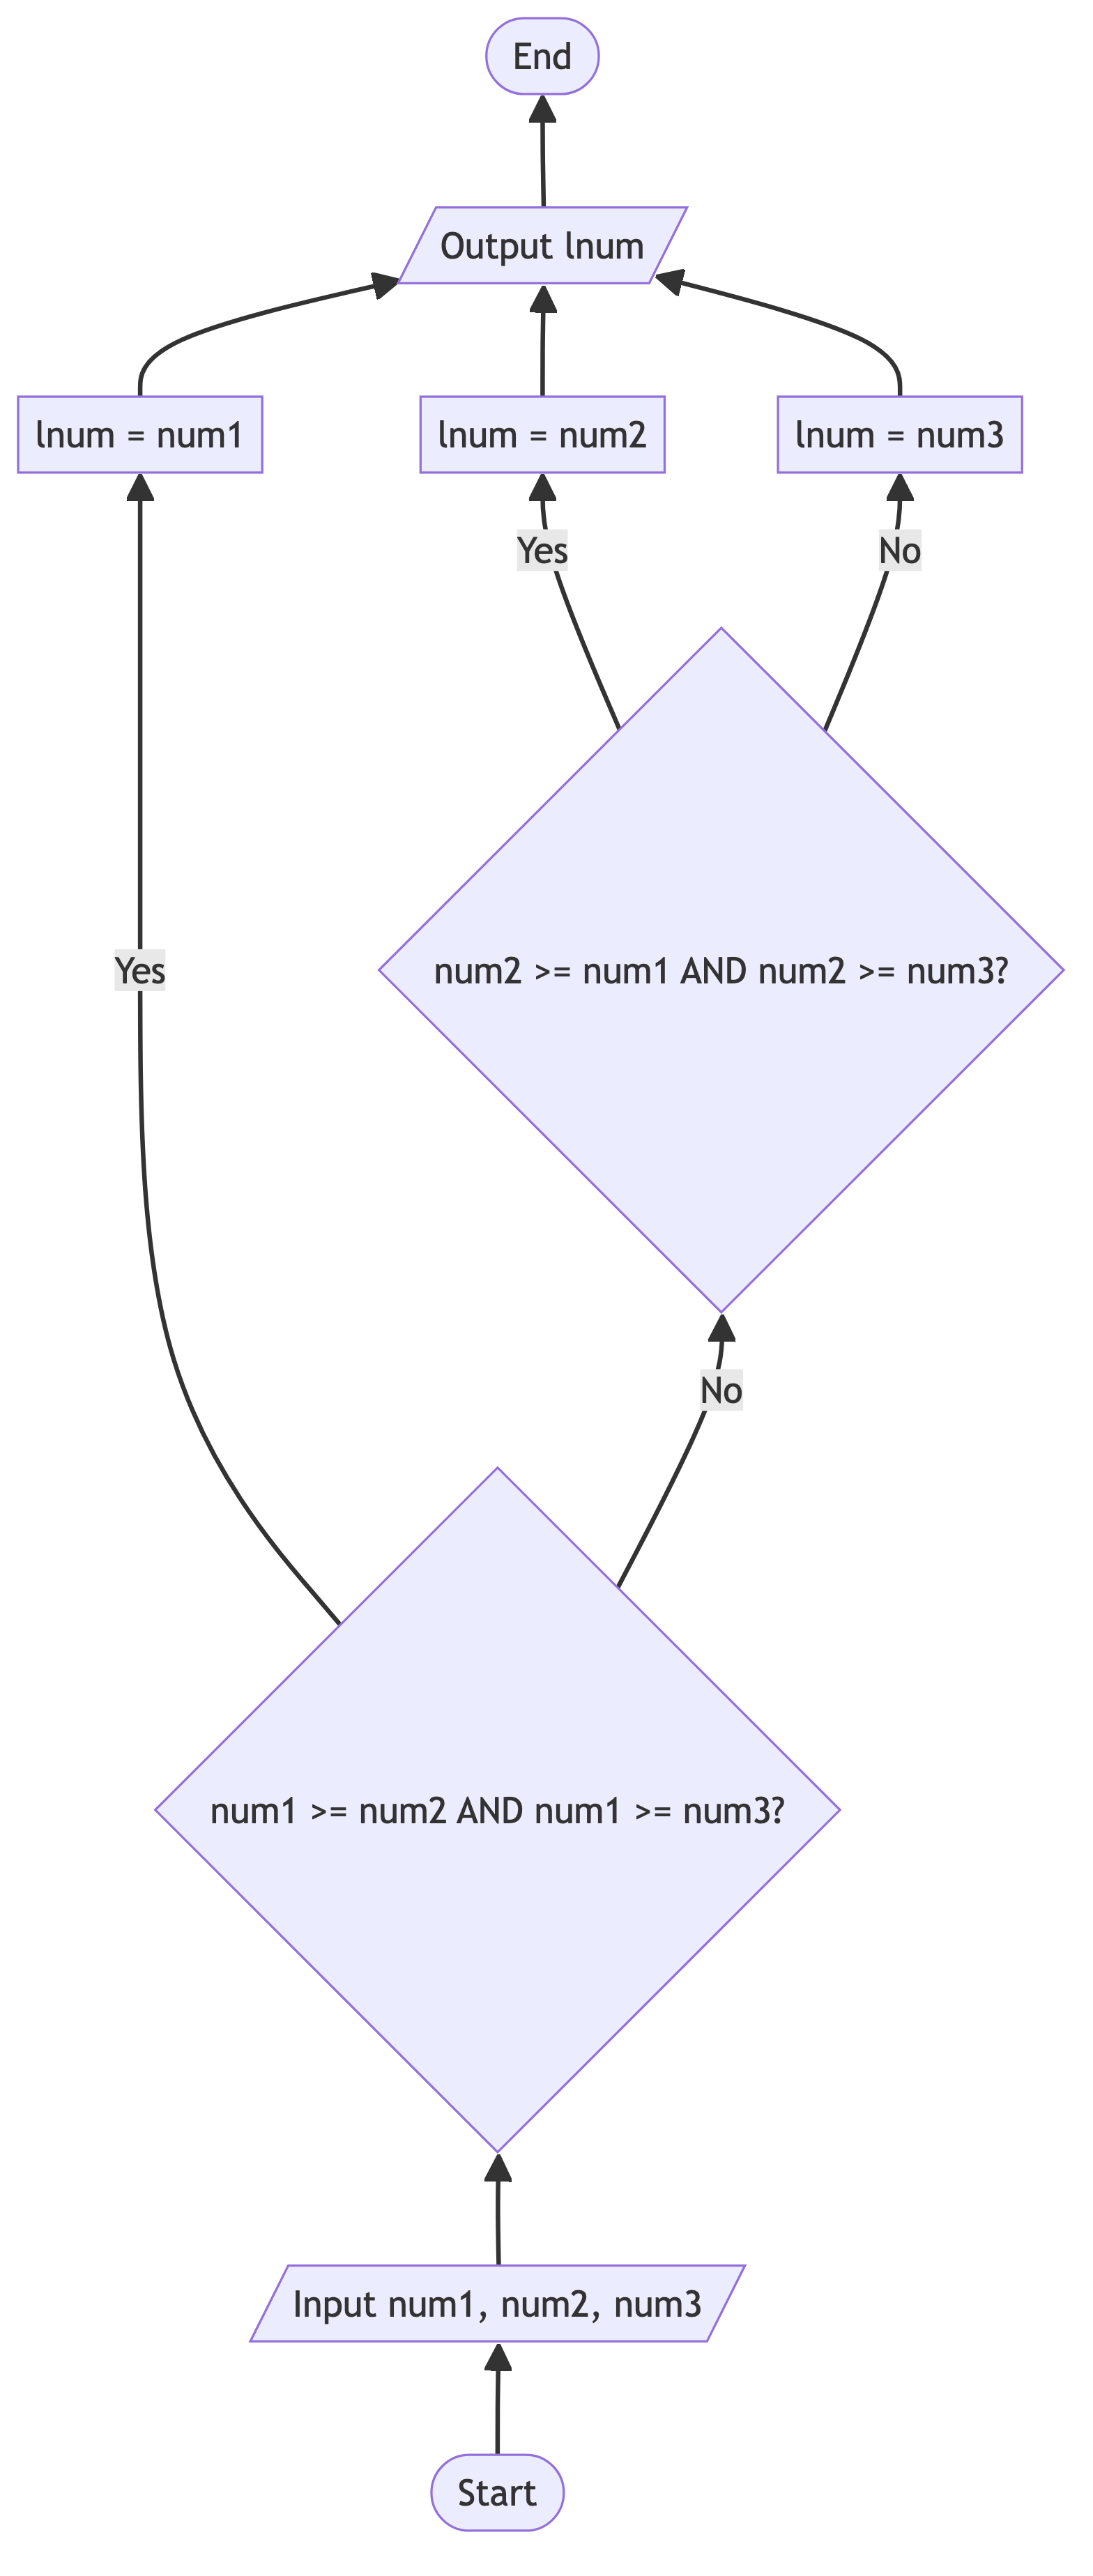 End
Output lnum
lnum = num1
lnum = num2
lnum = num3
Yes
No
Yes
num2 >= num1 AND num2 >= num3?
No
num1 >= num2 AND num1 >= num3?
Input num1, num2, num3
Start